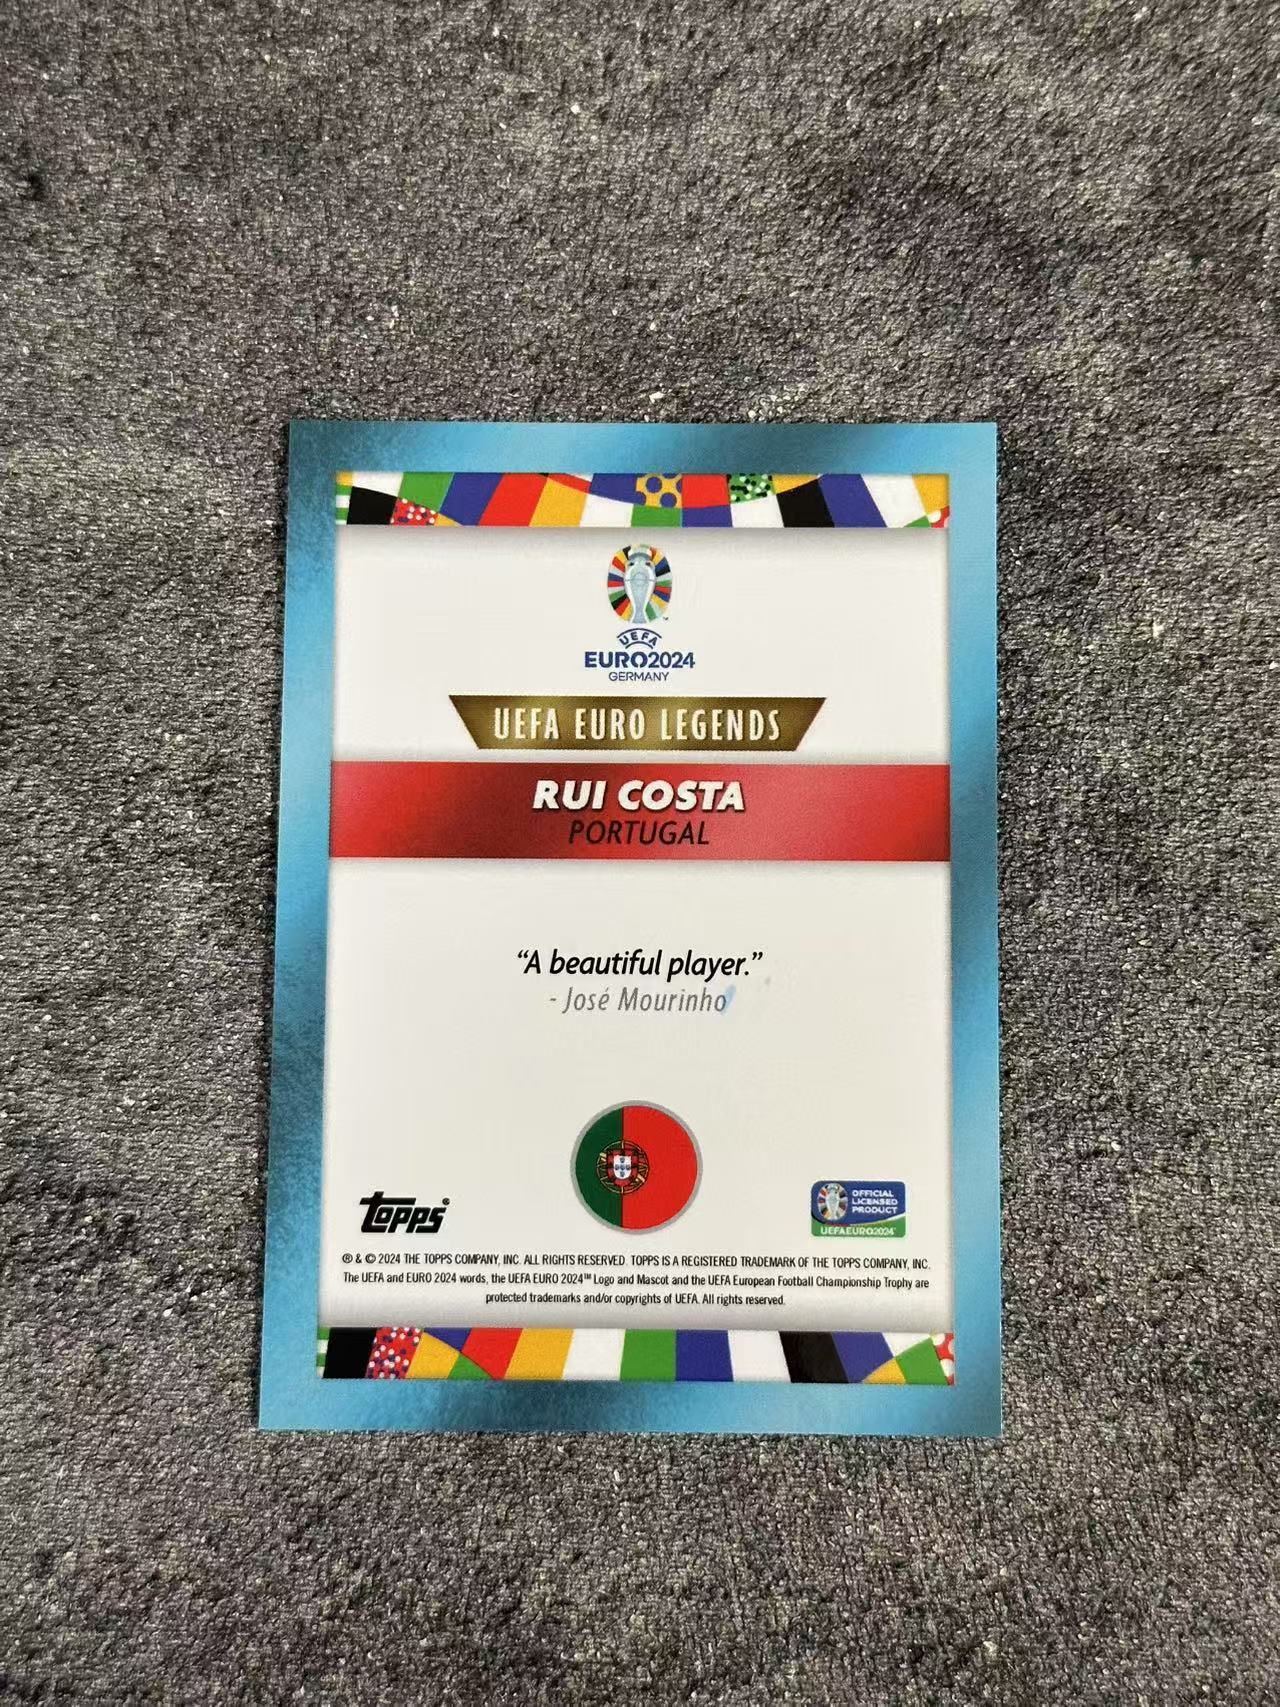 UEFA
EURO2024
GERMANY
UEFA EURO LEGENDS
RUI COSTA
PORTUGAL
“A beautiful player.”
- José Mourinho
topps®
OFFICIAL
LICENSED
PRODUCT
UEFA EURO2024™
® & © 2024 THE TOPPS COMPANY, INC. ALL RIGHTS RESERVED. TOPPS IS A REGISTERED TRADEMARK OF THE TOPPS COMPANY, INC.
The UEFA and EURO 2024 words, the UEFA EURO 2024™ Logo and Mascot and the UEFA European Football Championship Trophy are
protected trademarks and/or copyrights of UEFA. All rights reserved.